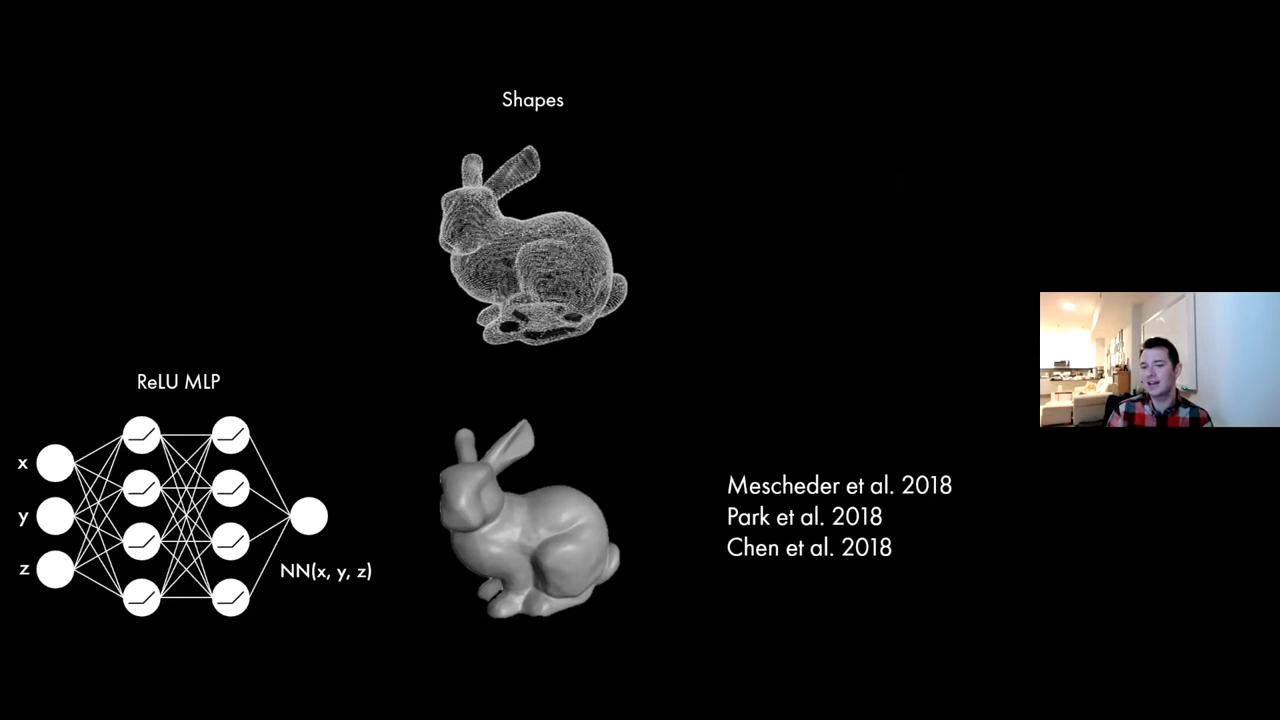 Shapes
ReLU MLP
x
y
z
NN(x, y, z)
Mescheder et al. 2018
Park et al. 2018
Chen et al. 2018